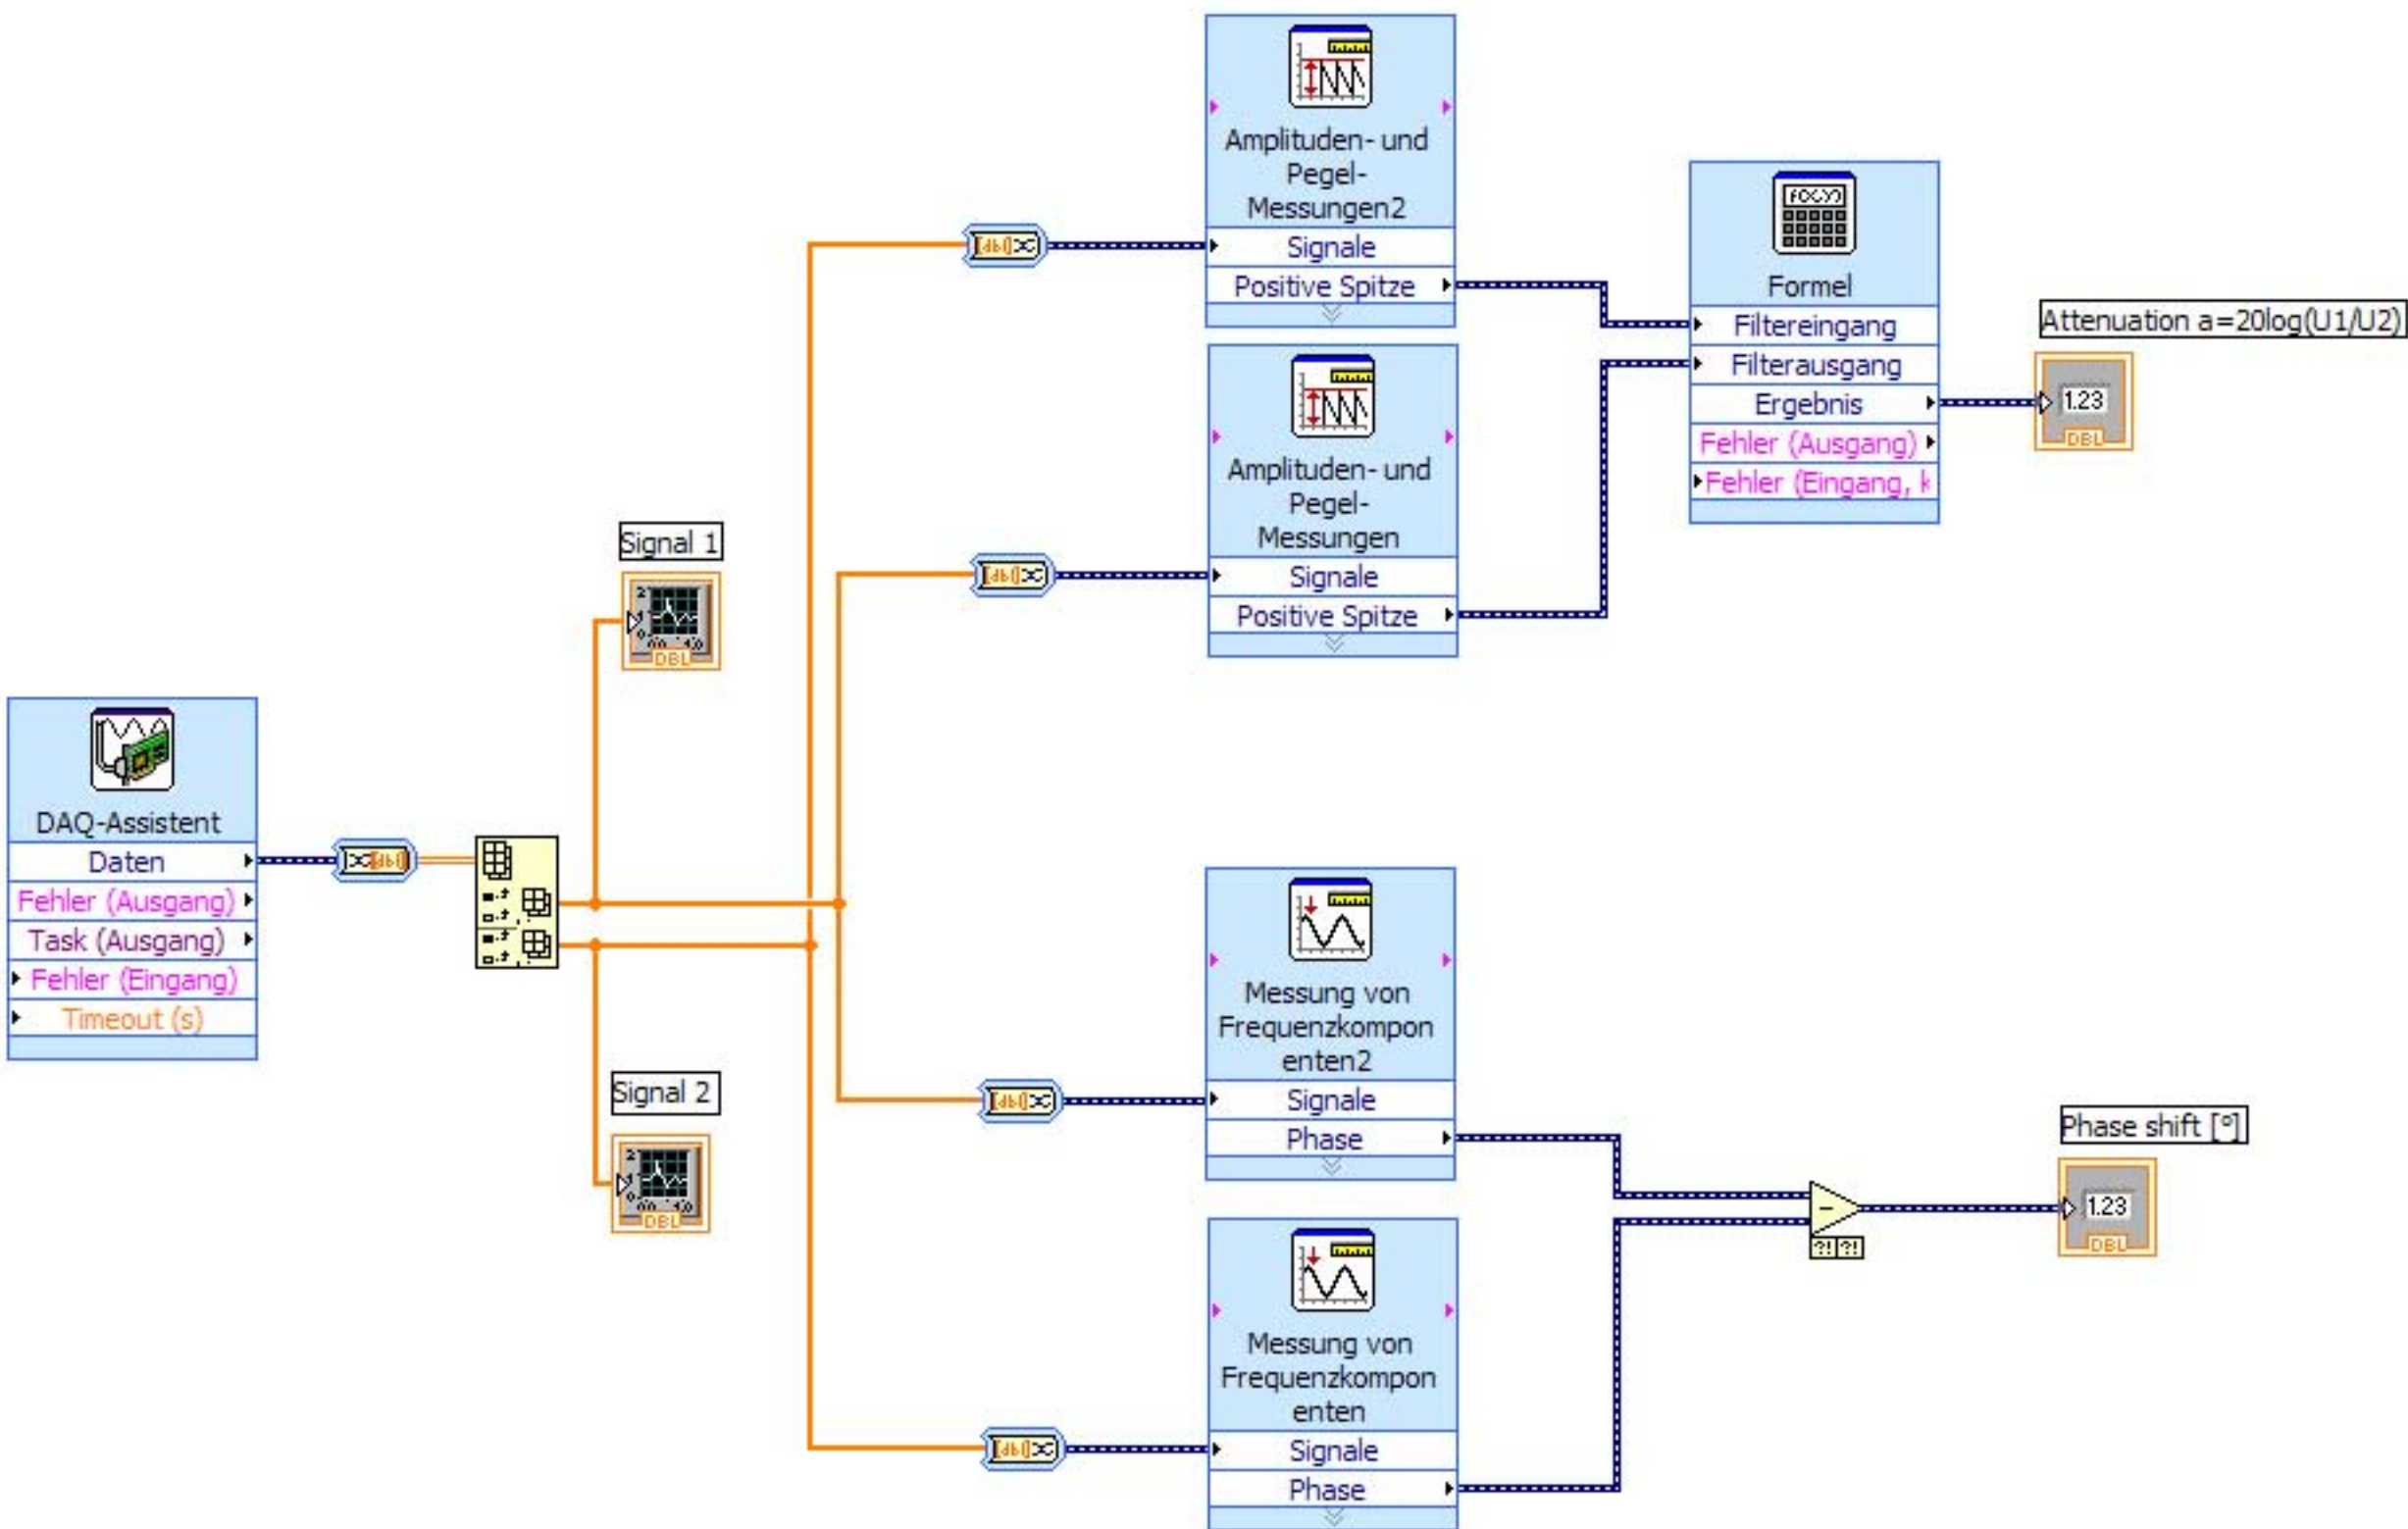 Amplituden- und
Pegel-
Messungen2
Signale
Positive Spitze
f(X,Y)
Formel
Filtereingang
Filterausgang
Ergebnis
Fehler (Ausgang)
Fehler (Eingang, k
Attenuation a=20log(U1/U2)
1.23
DBL
Amplituden- und
Pegel-
Messungen
Signale
Positive Spitze
Signal 1
DBL
DAQ-Assistent
Daten
Fehler (Ausgang)
Task (Ausgang)
Fehler (Eingang)
Timeout (s)
Signal 2
DBL
Messung von
Frequenzkompon
enten2
Signale
Phase
Messung von
Frequenzkompon
enten
Signale
Phase
?! ?!
Phase shift [°]
1.23
DBL